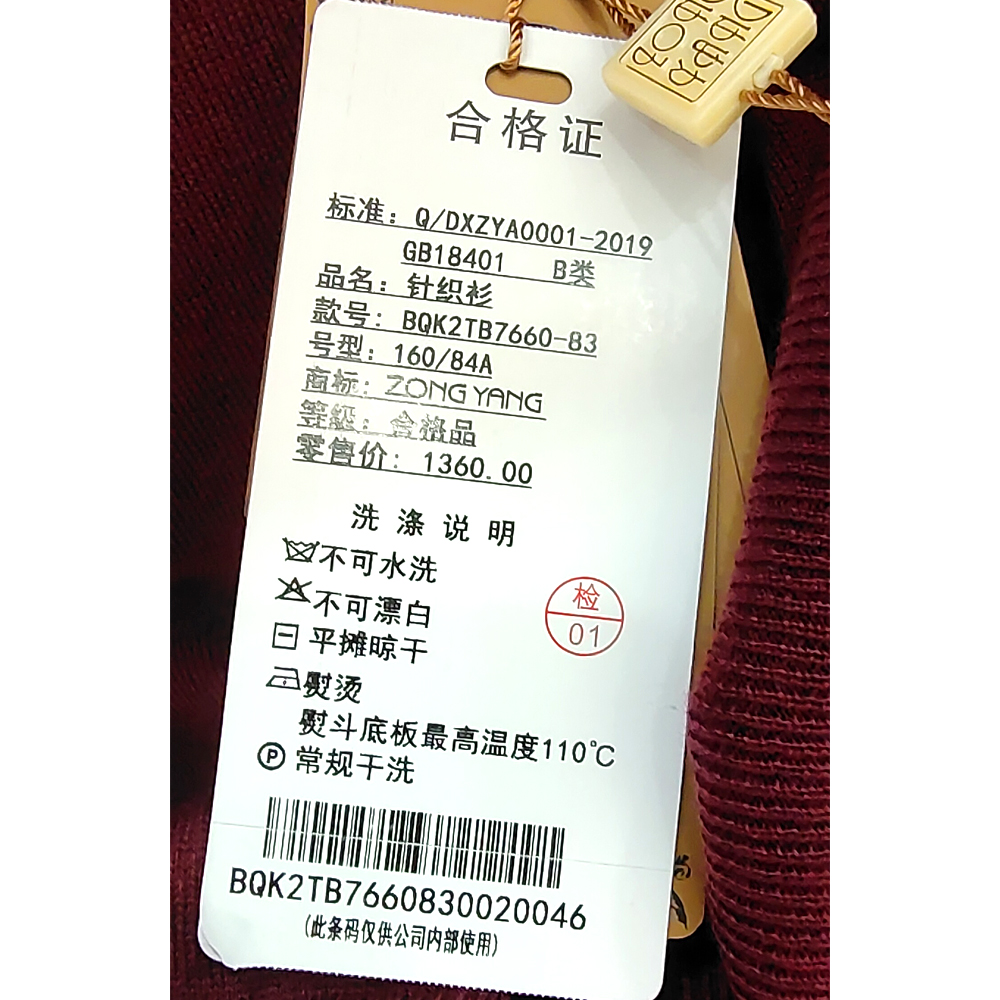 合格证
标准：Q/DXZYA0001-2019
GB18401 B类
品名：针织衫
款号：BQK2TB7660-83
号型：160/84A
商标：ZONG YANG
等级：合格品
零售价：1360.00
洗涤说明
不可水洗
不可漂白
平摊晾干
熨烫
熨斗底板最高温度110℃
P 常规干洗
检
01
BQK2TB7660830020046
(此条码仅供公司内部使用)